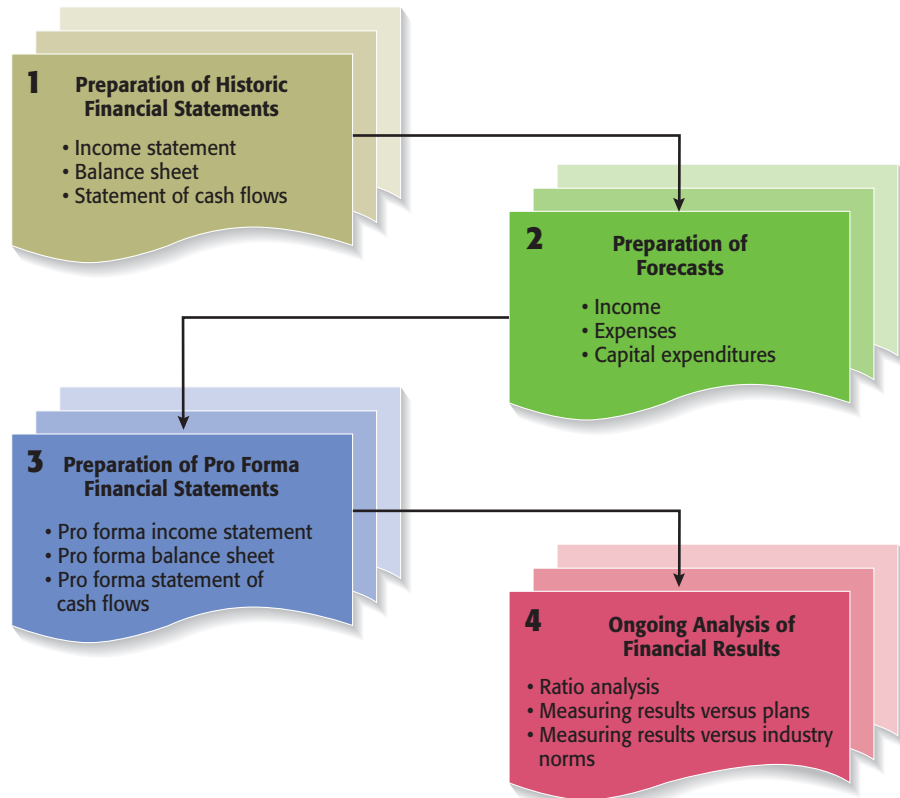 1 Preparation of Historic
Financial Statements
• Income statement
• Balance sheet
• Statement of cash flows
2 Preparation of
Forecasts
• Income
• Expenses
• Capital expenditures
3 Preparation of Pro Forma
Financial Statements
• Pro forma income statement
• Pro forma balance sheet
• Pro forma statement of
cash flows
4 Ongoing Analysis of
Financial Results
• Ratio analysis
• Measuring results versus plans
• Measuring results versus industry
norms